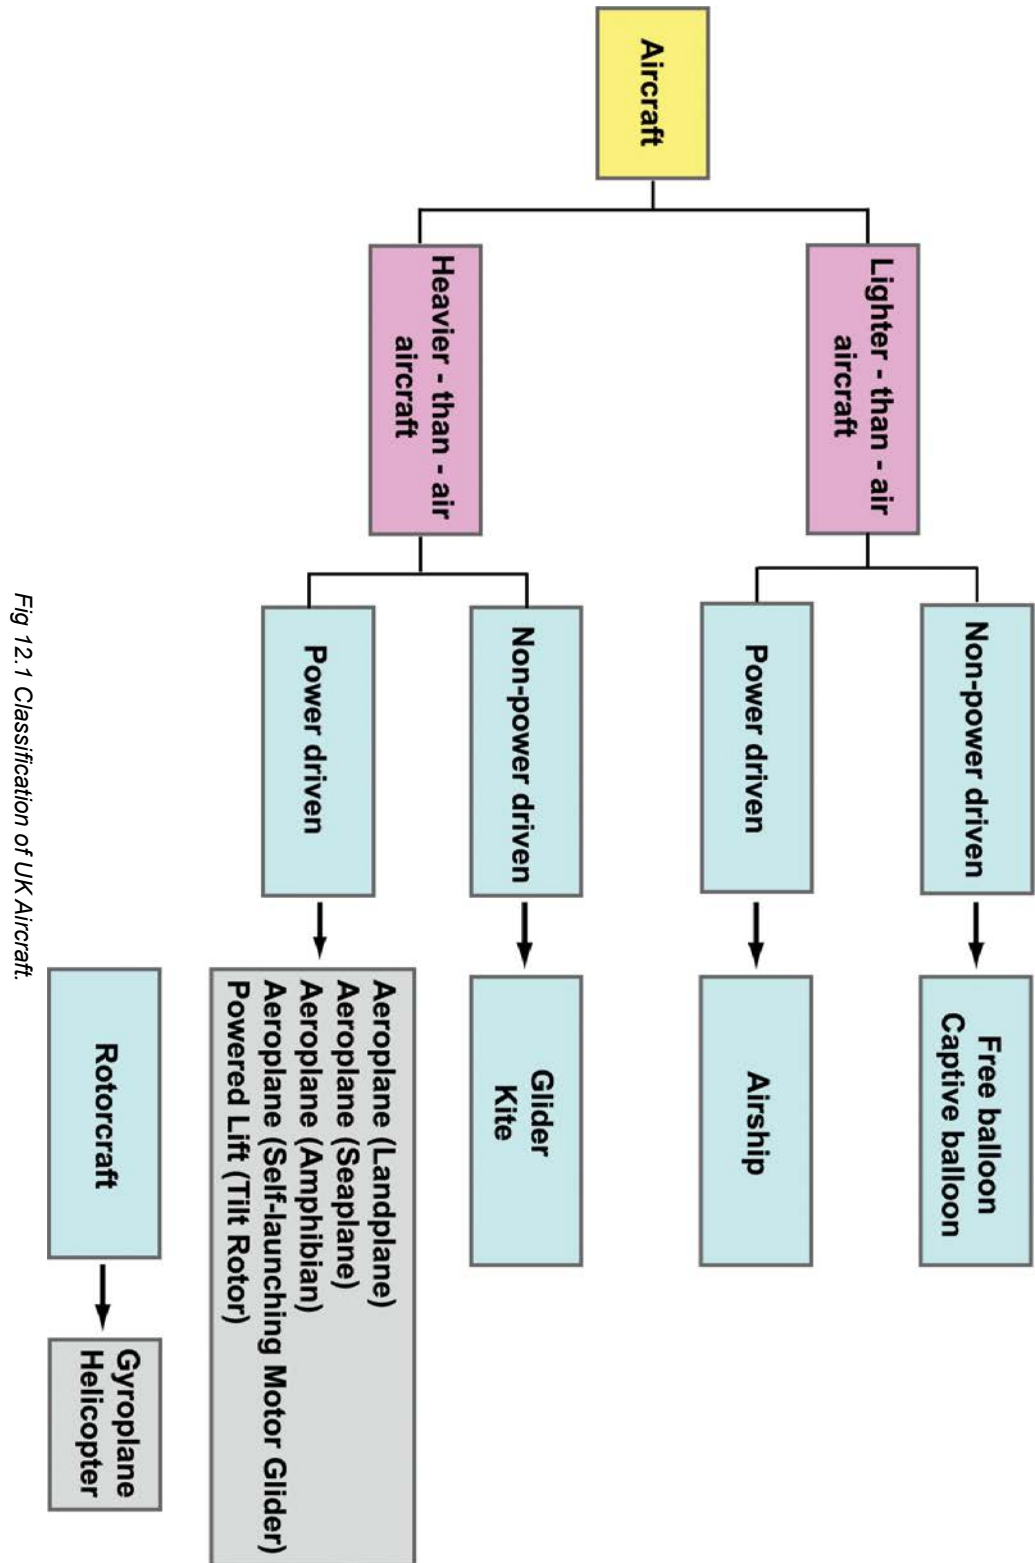 Aircraft
Lighter - than - air
aircraft
Heavier - than - air
aircraft
Non-power driven
Power driven
Non-power driven
Power driven
Free balloon
Captive balloon
Airship
Glider
Kite
Aeroplane (Landplane)
Aeroplane (Seaplane)
Aeroplane (Amphibian)
Aeroplane (Self-launching Motor Glider)
Powered Lift (Tilt Rotor)
Rotorcraft
Gyroplane
Helicopter
Fig 12.1 Classification of UK Aircraft.